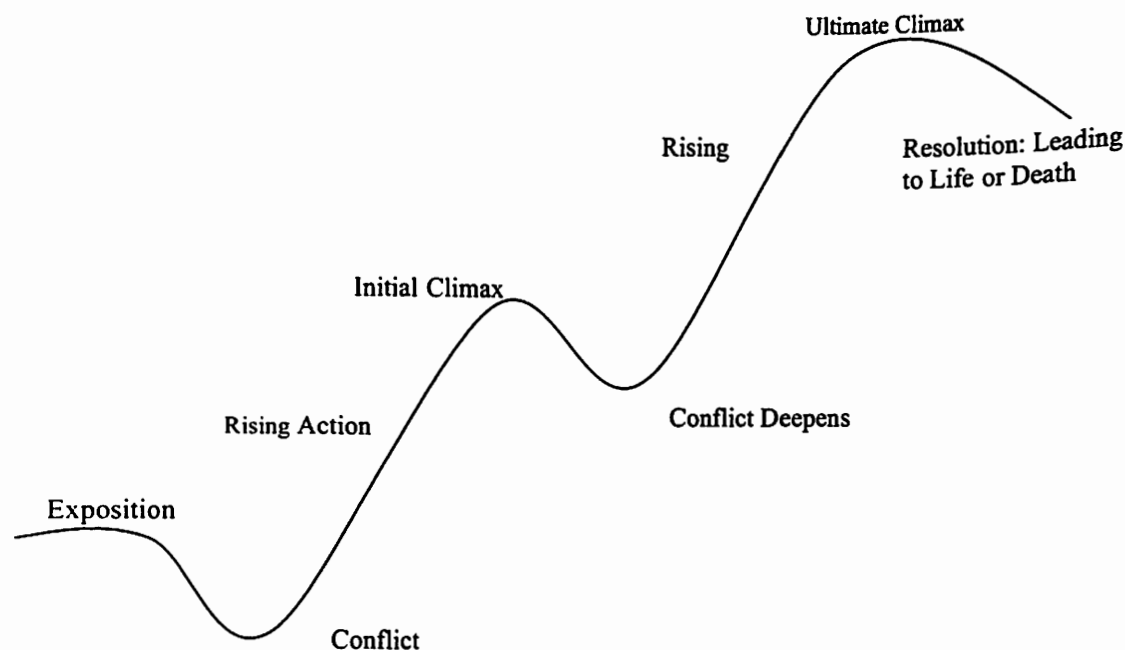 Ultimate Climax
Rising
Resolution: Leading
to Life or Death
Initial Climax
Rising Action
Conflict Deepens
Exposition
Conflict